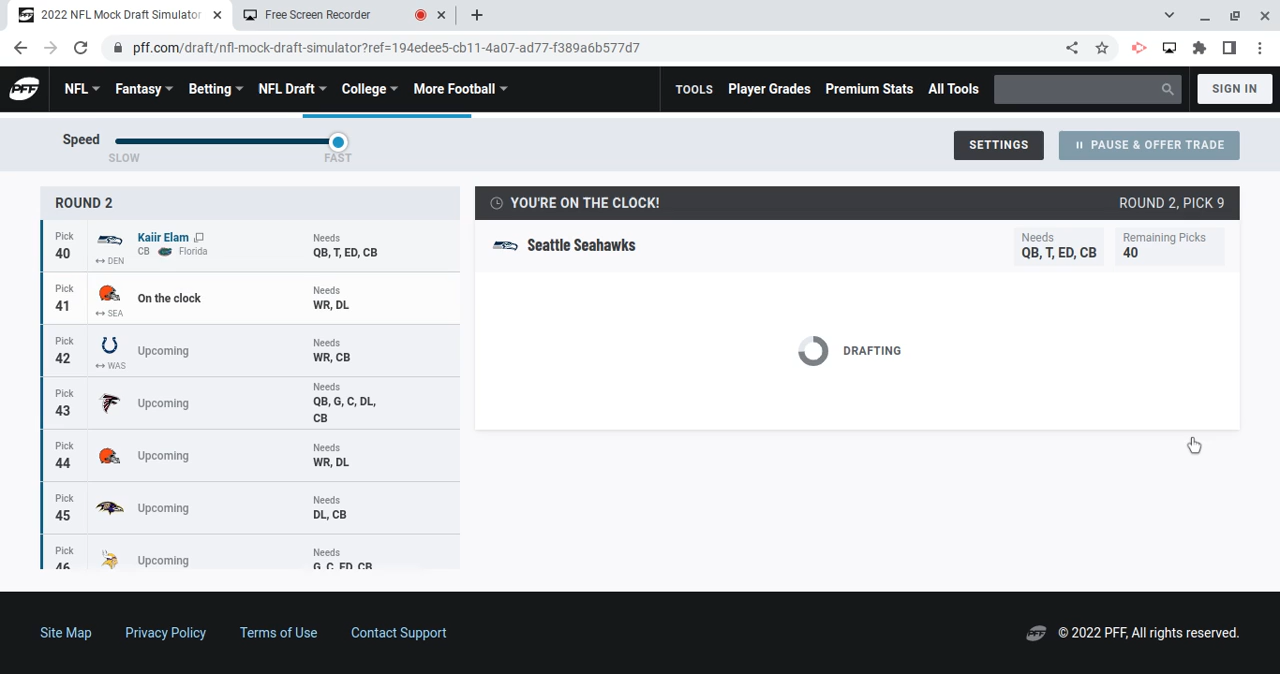 2022 NFL Mock Draft Simulator
Free Screen Recorder
pff.com/draft/nfl-mock-draft-simulator?ref=194edee5-cb11-4a07-ad77-f389a6b577d7
PFF
NFL
Fantasy
Betting
NFL Draft
College
More Football
TOOLS
Player Grades
Premium Stats
All Tools
SIGN IN
Speed
SLOW
FAST
SETTINGS
PAUSE & OFFER TRADE
ROUND 2
Pick
40
DEN
Kaiir Elam
CB
Florida
Needs
QB, T, ED, CB
Pick
41
SEA
On the clock
Needs
WR, DL
Pick
42
WAS
Upcoming
Needs
WR, CB
Pick
43
Upcoming
Needs
QB, G, C, DL,
CB
Pick
44
Upcoming
Needs
WR, DL
Pick
45
Upcoming
Needs
DL, CB
Pick
46
Upcoming
Needs
G, C, ED, CB
YOU'RE ON THE CLOCK!
ROUND 2, PICK 9
Seattle Seahawks
Needs
QB, T, ED, CB
Remaining Picks
40
DRAFTING
Site Map
Privacy Policy
Terms of Use
Contact Support
PFF
© 2022 PFF, All rights reserved.